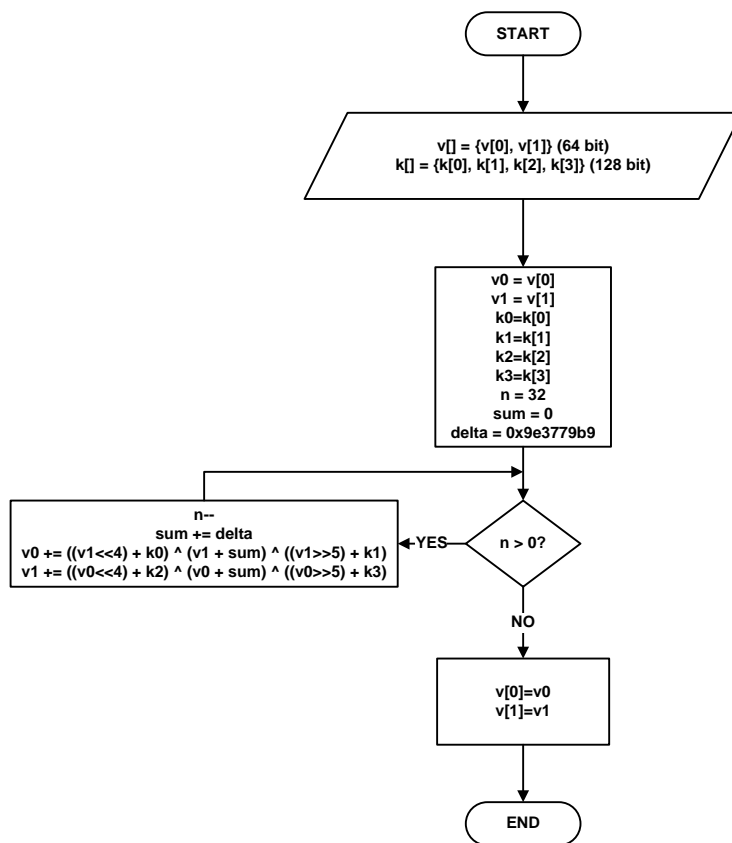 START
v[] = {v[0], v[1]} (64 bit)
k[] = {k[0], k[1], k[2], k[3]} (128 bit)
v0 = v[0]
v1 = v[1]
k0=k[0]
k1=k[1]
k2=k[2]
k3=k[3]
n = 32
sum = 0
delta = 0x9e3779b9
n--
sum += delta
v0 += ((v1<<4) + k0) ^ (v1 + sum) ^ ((v1>>5) + k1)
v1 += ((v0<<4) + k2) ^ (v0 + sum) ^ ((v0>>5) + k3)
YES
n > 0?
NO
v[0]=v0
v[1]=v1
END